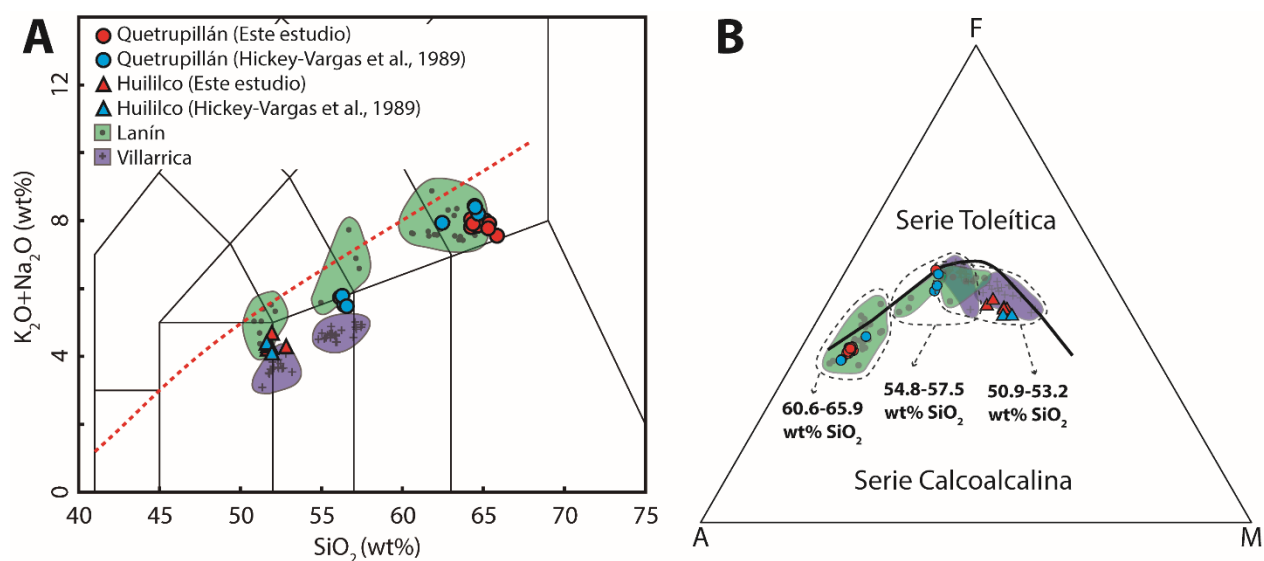 A
Quetrupillán (Este estudio)
Quetrupillán (Hickey-Vargas et al., 1989)
Huililco (Este estudio)
Huililco (Hickey-Vargas et al., 1989)
Lanín
Villarrica
K₂O+Na₂O (wt%)
12
8
4
0
40 45 50 55 60 65 70 75
SiO₂ (wt%)
B
F
Serie Toleítica
60.6-65.9
wt% SiO₂
54.8-57.5
wt% SiO₂
50.9-53.2
wt% SiO₂
Serie Calcoalcalina
A M